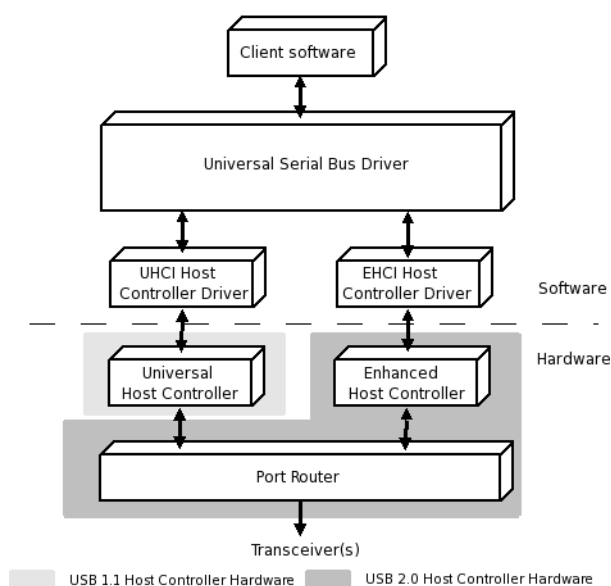 Client software
Universal Serial Bus Driver
UHCI Host
Controller Driver
EHCI Host
Controller Driver
Software
Hardware
Universal
Host Controller
Enhanced
Host Controller
Port Router
Transceiver(s)
USB 1.1 Host Controller Hardware
USB 2.0 Host Controller Hardware